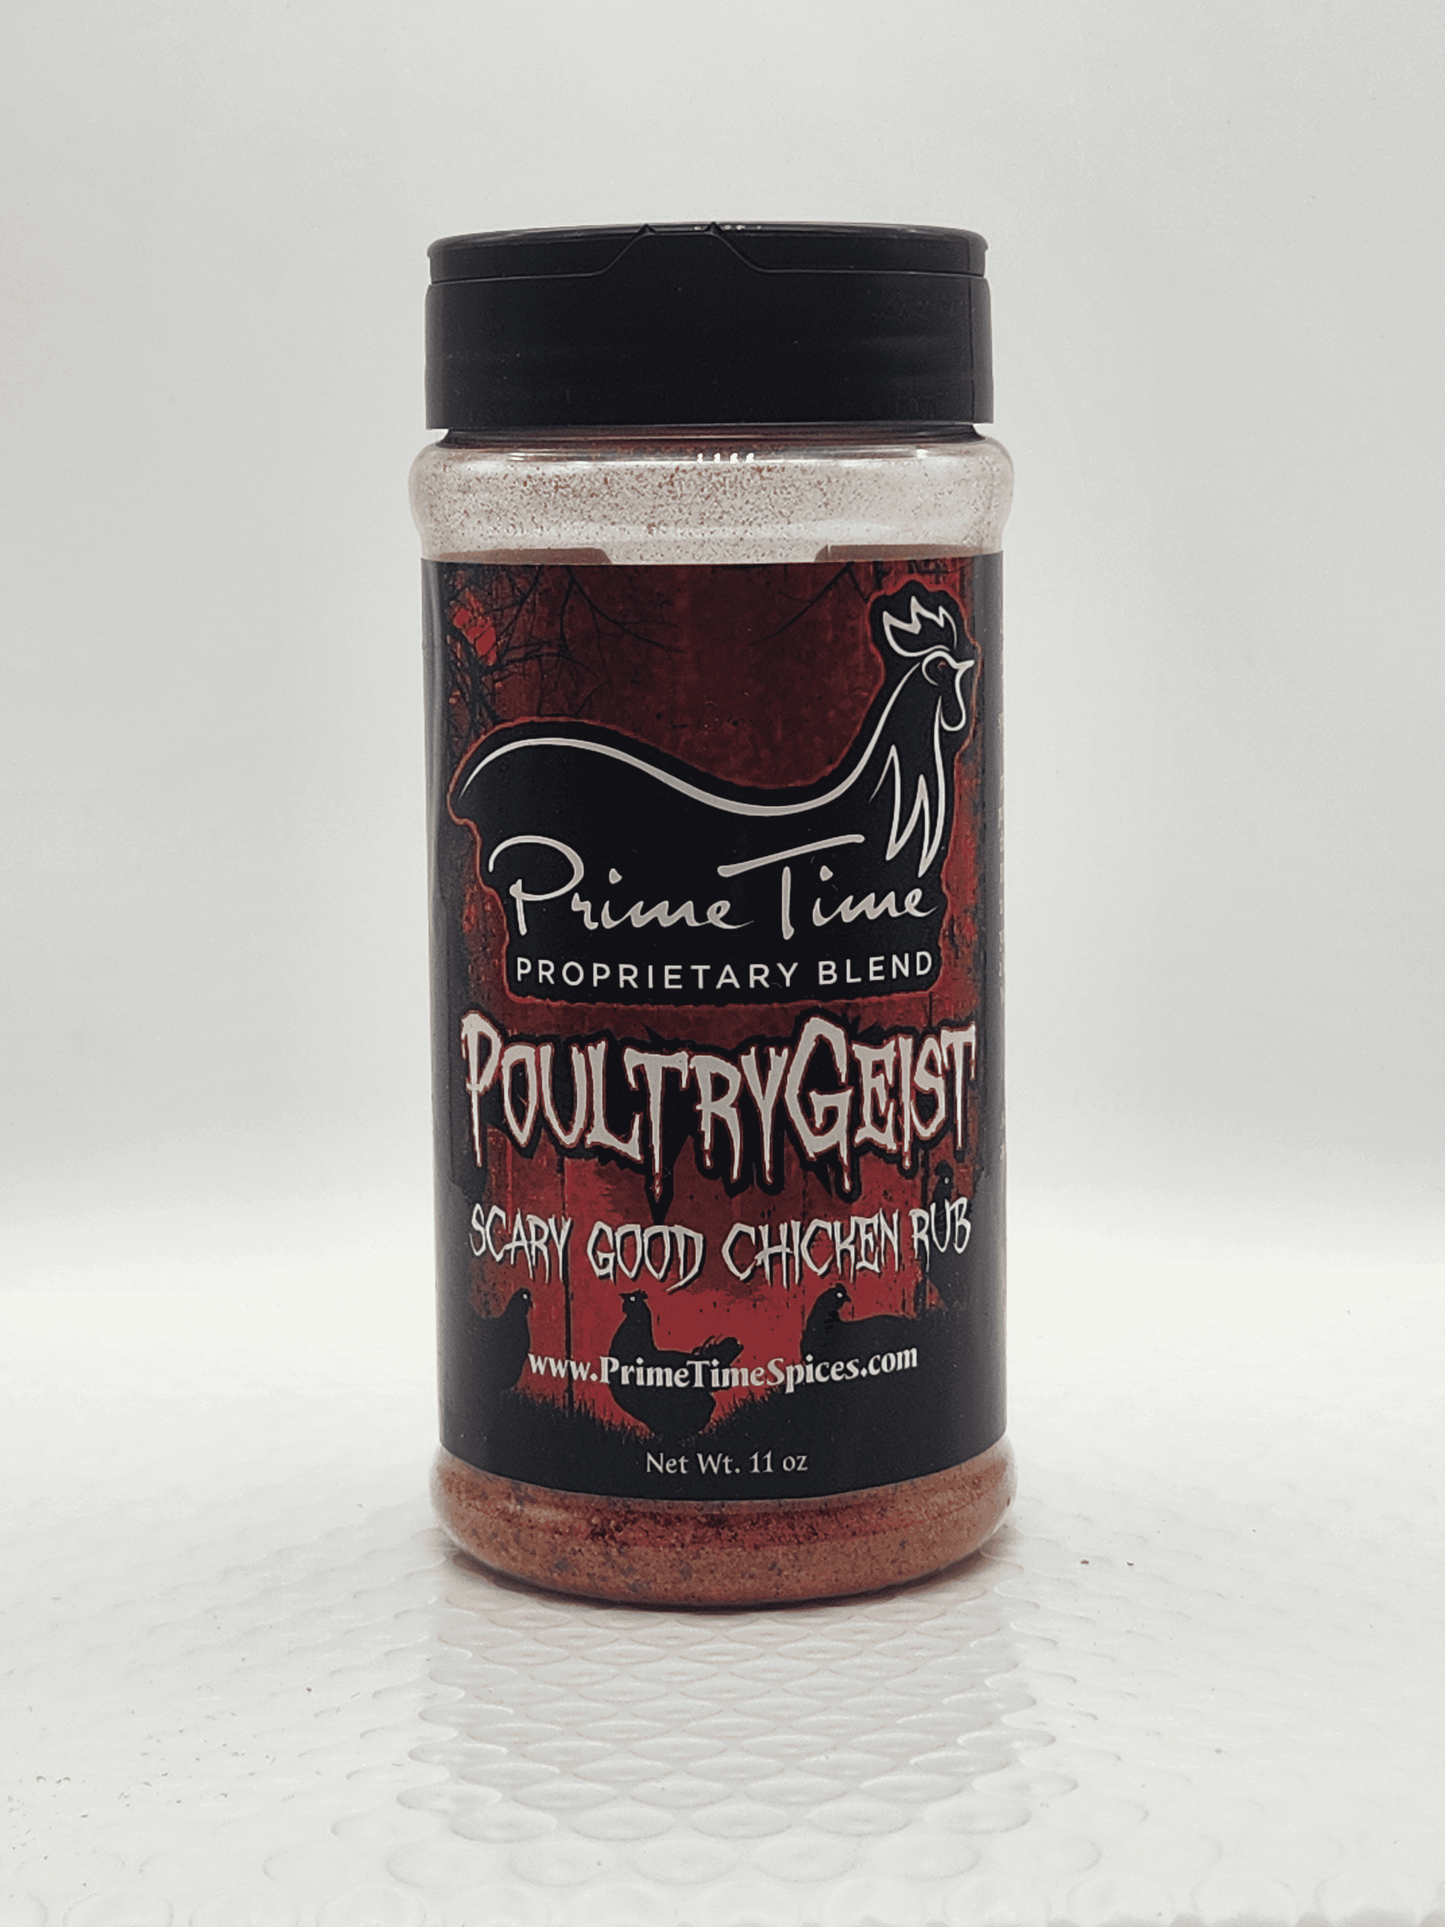 Prime Time
PROPRIETARY BLEND
POULTRYGEIST
SCARY GOOD CHICKEN RUB
www.PrimeTimeSpices.com
Net Wt. 11 oz